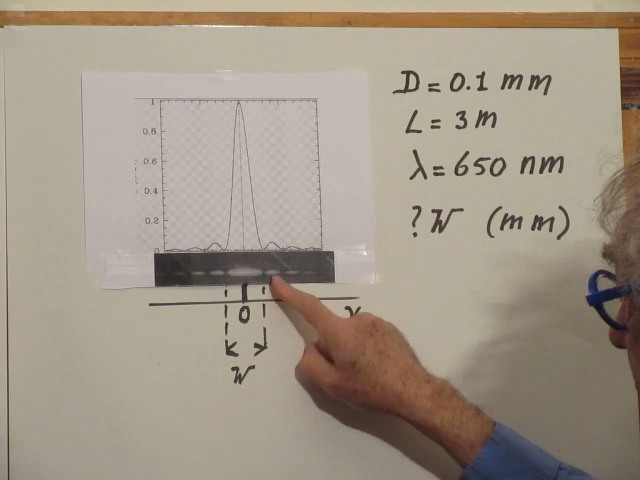 1
0.8
0.6
0.4
0.2
0
D = 0.1 mm
L = 3 m
λ = 650 nm
? W (mm)
0
W